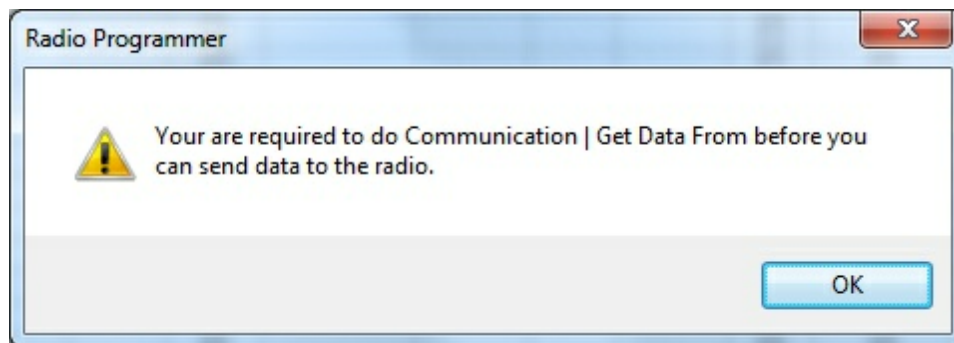 Radio Programmer
Your are required to do Communication | Get Data From before you
can send data to the radio.
OK